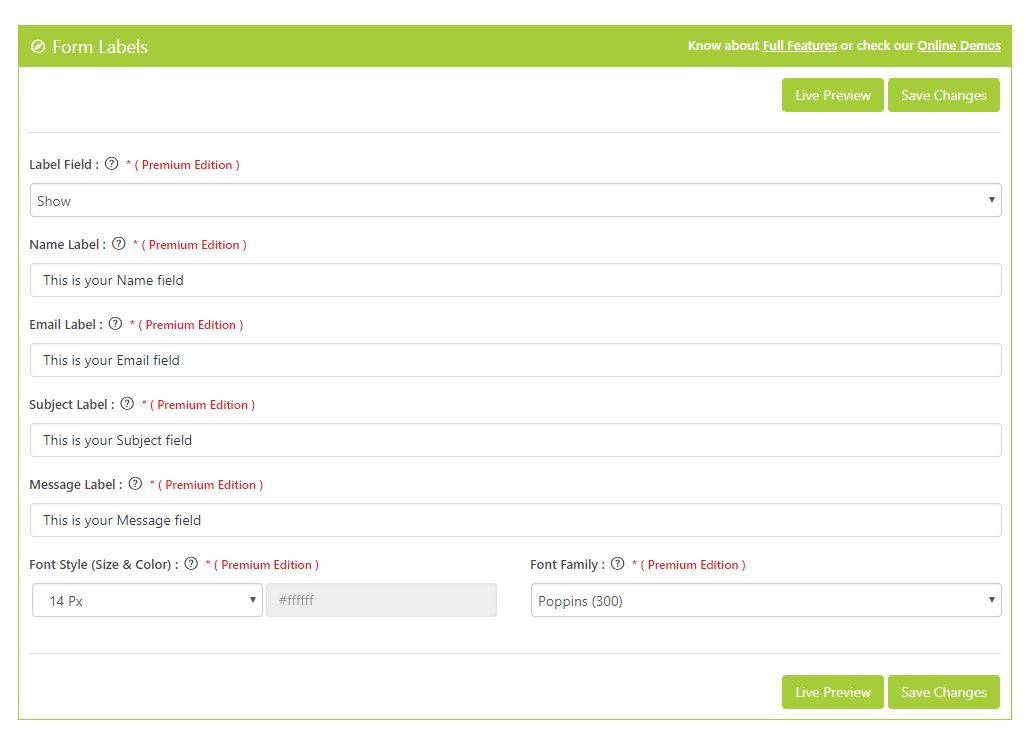 Form Labels
Know about Full Features or check our Online Demos
Live Preview
Save Changes
Label Field : ? * ( Premium Edition )
Show
Name Label : ? * ( Premium Edition )
This is your Name field
Email Label : ? * ( Premium Edition )
This is your Email field
Subject Label : ? * ( Premium Edition )
This is your Subject field
Message Label : ? * ( Premium Edition )
This is your Message field
Font Style (Size & Color) : ? * ( Premium Edition )
Font Family : ? * ( Premium Edition )
14 Px
#ffffff
Poppins (300)
Live Preview
Save Changes